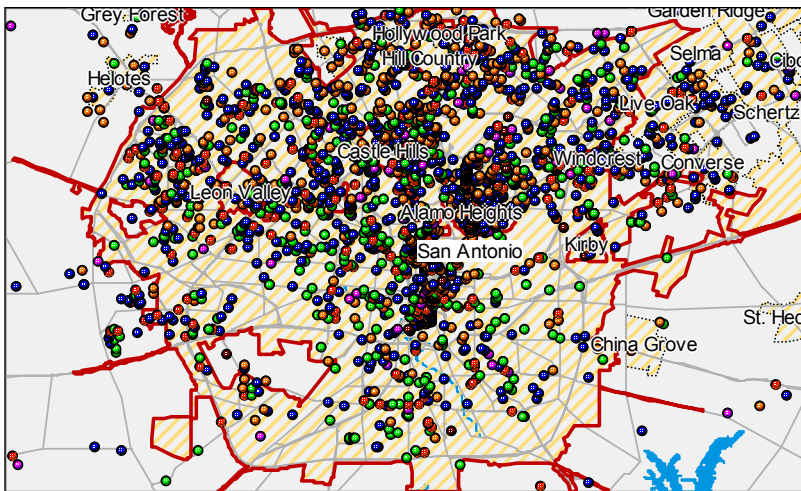 Grey Forest
Hollywood Park
Garden Ridge
Hill Country
Selma
Cibo
Helotes
Live Oak
Schertz
Castle Hills
Windcrest
Converse
Leon Valley
Alamo Heights
San Antonio
Kirby
St. Hed
China Grove